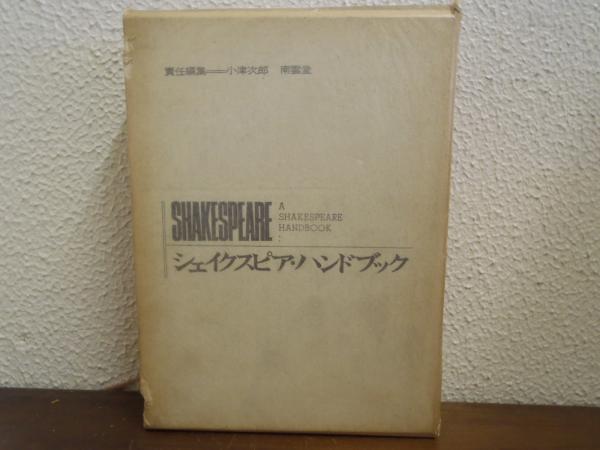 責任編集══小津次郎 南雲堂
SHAKESPEARE
A
SHAKESPEARE
HANDBOOK
:
シェイクスピア・ハンドブック